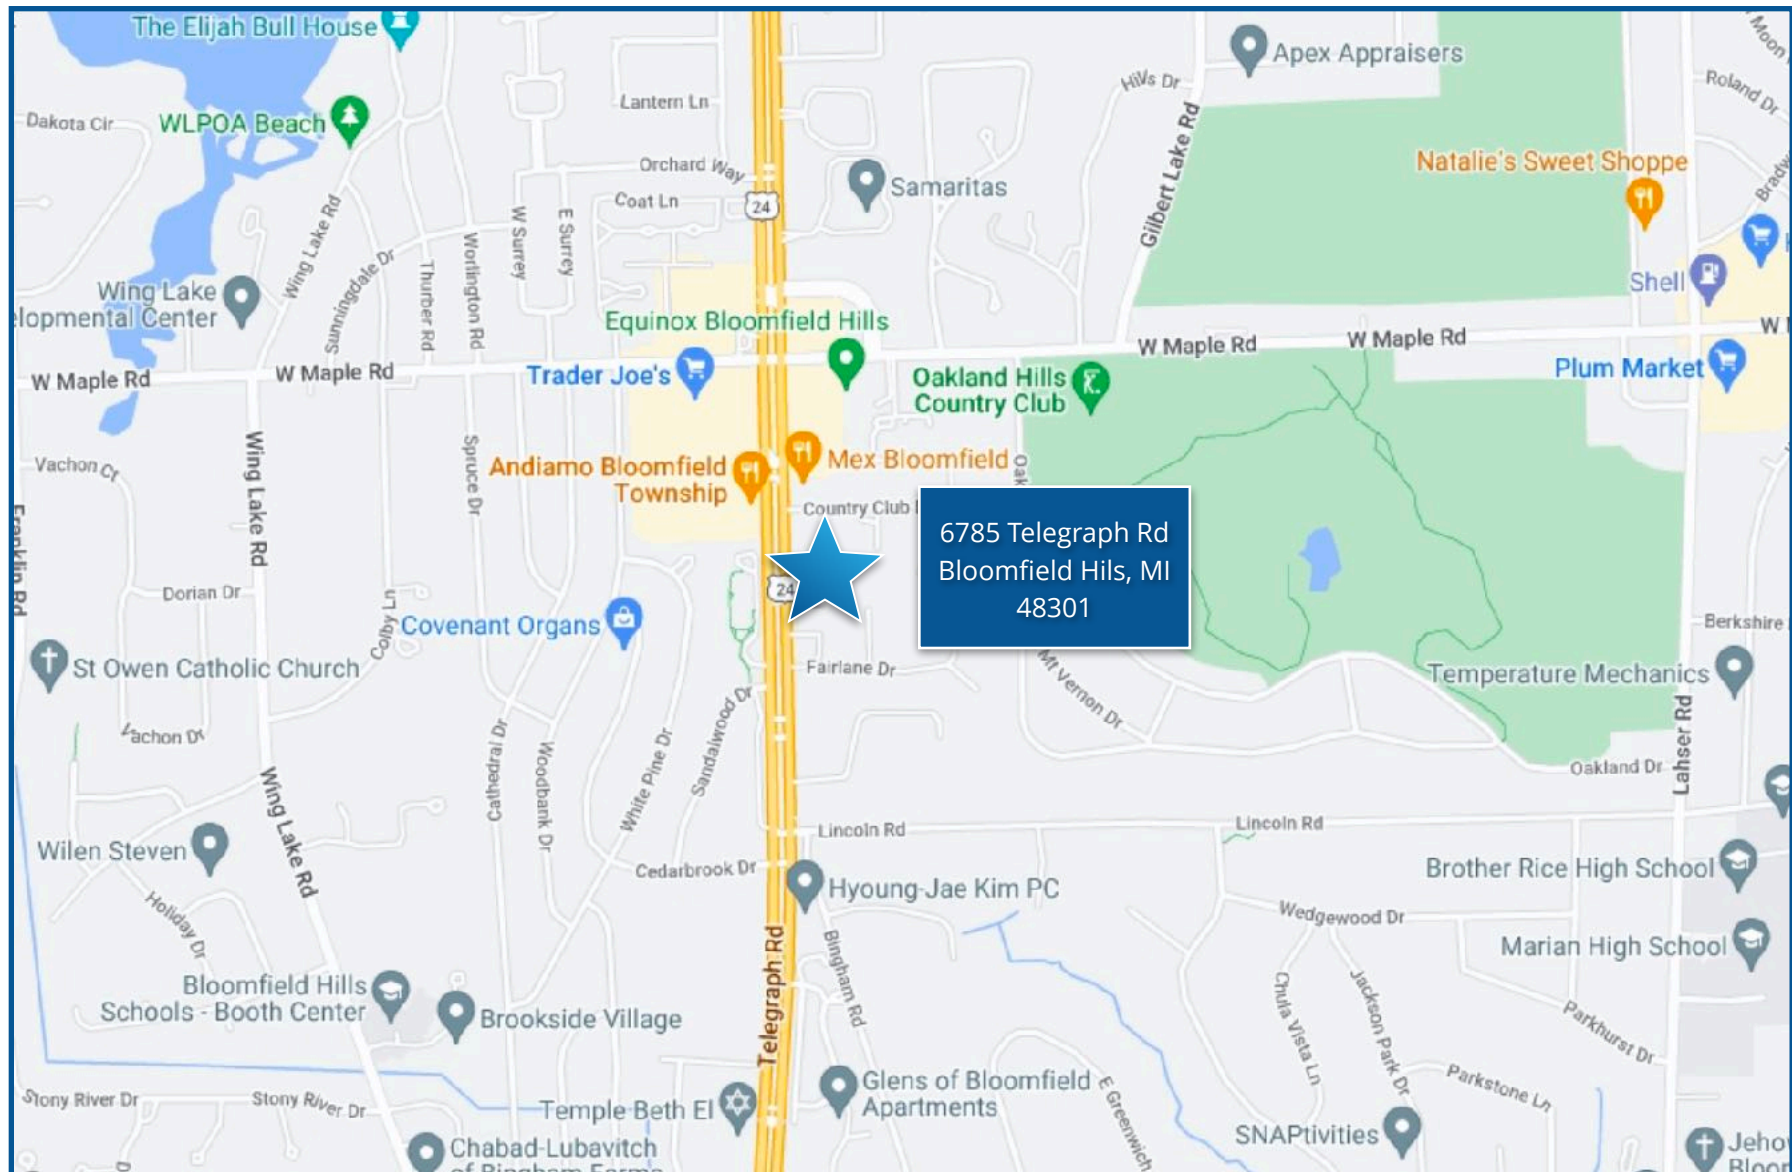 The Elijah Bull House
Apex Appraisers
W Moon
Hills Dr
Roland Dr
Lantern Ln
Dakota Cir
WLPOA Beach
Gilbert Lake Rd
Orchard Way
Natalie's Sweet Shoppe
Samaritas
Coat Ln
24
Wing Lake Rd
W Surrey
E Surrey
Worlington Rd
Thurber Rd
Sunningdale Dr
Shell
Wing Lake
elopmental Center
Equinox Bloomfield Hills
W Maple Rd
W Maple Rd
W Maple Rd
W Maple Rd
Trader Joe's
Oakland Hills
Country Club
Plum Market
Vachon Cr
Wing Lake Rd
Spruce Dr
Andiamo Bloomfield
Township
Mex Bloomfield
Oak
Country Club
Franklin Rd
6785 Telegraph Rd
Bloomfield Hils, MI
48301
24
Dorian Dr
Colby Ln
Covenant Organs
Berkshire
St Owen Catholic Church
Fairlane Dr
Mt Vernon Dr
Temperature Mechanics
Sandalwood Dr
Vachon Dr
Cathedral Dr
Woodbank Dr
White Pine Dr
Lahser Rd
Oakland Dr
Wing Lake Rd
Lincoln Rd
Lincoln Rd
Wilen Steven
Cedarbrook Dr
Brother Rice High School
Hyoung-Jae Kim PC
Holiday Dr
Wedgewood Dr
Marian High School
Telegraph Rd
Bingham Rd
Bloomfield Hills
Schools - Booth Center
Brookside Village
Chula Vista Ln
Jackson Park Dr
Parkhurst Dr
Stony River Dr
Stony River Dr
Temple Beth El
Glens of Bloomfield
Apartments
E Greenwich
Parkstone Ln
SNAPtivities
Chabad-Lubavitch
of Bingham Farms